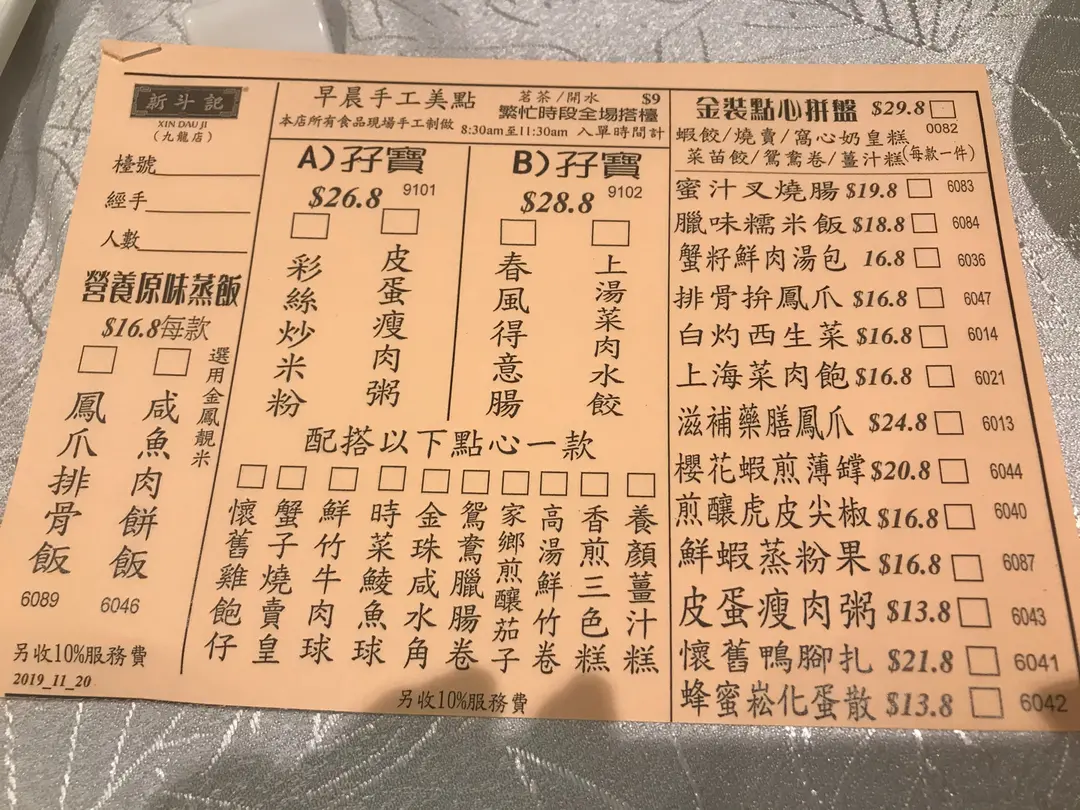 新斗記
XIN DAU JI
(九龍店)
檯號
經手
人數
營養原味蒸飯
$16.8每款
選用金鳳靚米
鳳爪排骨飯
6089
咸魚肉餅飯
6046
另收10%服務費
2019_11_20
早晨手工美點
本店所有食品現場手工制做
茗茶/開水 $9
繁忙時段全場搭檯
8:30am至11:30am 入單時間計
A)孖寶
$26.8 9101
彩絲炒米粉
皮蛋瘦肉粥
B)孖寶
$28.8 9102
春風得意腸
上湯菜肉水餃
配搭以下點心一款
懷舊雞飽仔
蟹子燒賣皇
鮮竹牛肉球
時菜鯪魚球
金珠咸水角
鴛鴦臘腸卷
家鄉煎釀茄子
高湯鮮竹卷
香煎三色糕
養顏薑汁糕
另收10%服務費
金裝點心拼盤 $29.8
0082
蝦餃/燒賣/窩心奶皇糕
菜苗餃/鴛鴦卷/薑汁糕(每款一件)
蜜汁叉燒腸 $19.8 6083
臘味糯米飯 $18.8 6084
蟹籽鮮肉湯包 16.8 6036
排骨拚鳳爪 $16.8 6047
白灼西生菜 $16.8 6014
上海菜肉飽 $16.8 6021
滋補藥膳鳳爪 $24.8 6013
櫻花蝦煎薄罉 $20.8 6044
煎釀虎皮尖椒 $16.8 6040
鮮蝦蒸粉果 $16.8 6087
皮蛋瘦肉粥 $13.8 6043
懷舊鴨腳扎 $21.8 6041
蜂蜜崧化蛋散 $13.8 6042